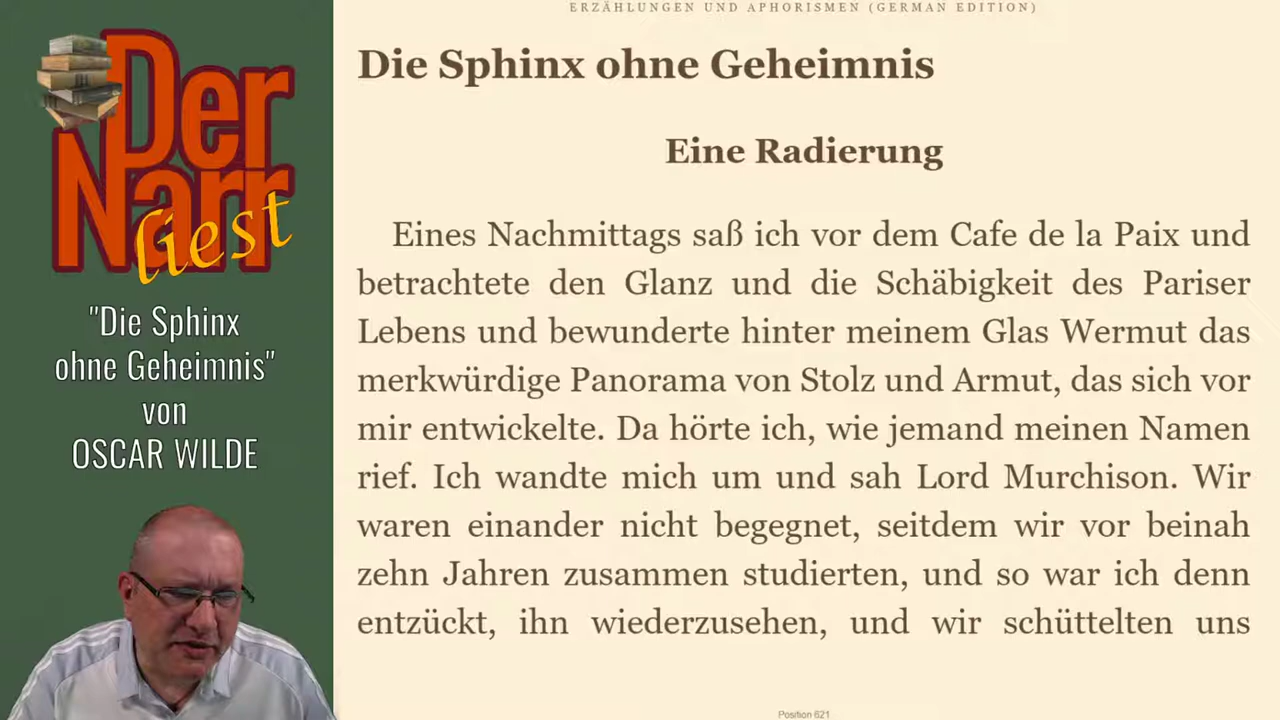 ERZÄHLUNGEN UND APHORISMEN (GERMAN EDITION)
Der
Narr
liest
"Die Sphinx
ohne Geheimnis"
von
OSCAR WILDE
Die Sphinx ohne Geheimnis
Eine Radierung
Eines Nachmittags saß ich vor dem Cafe de la Paix und
betrachtete den Glanz und die Schäbigkeit des Pariser
Lebens und bewunderte hinter meinem Glas Wermut das
merkwürdige Panorama von Stolz und Armut, das sich vor
mir entwickelte. Da hörte ich, wie jemand meinen Namen
rief. Ich wandte mich um und sah Lord Murchison. Wir
waren einander nicht begegnet, seitdem wir vor beinah
zehn Jahren zusammen studierten, und so war ich denn
entzückt, ihn wiederzusehen, und wir schüttelten uns
Position 621